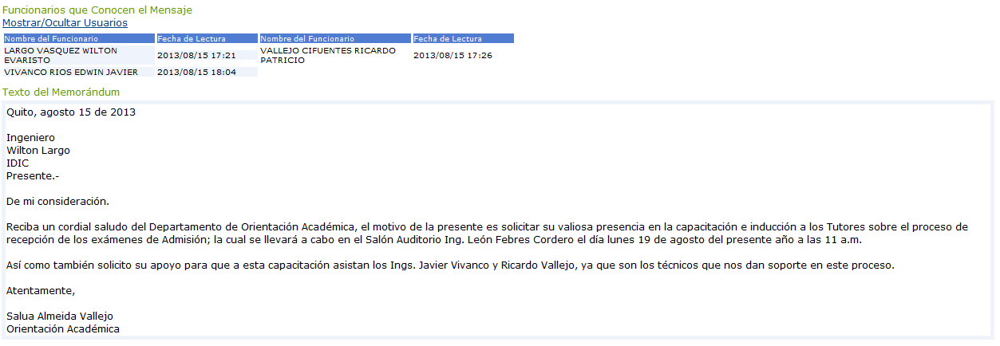 Funcionarios que Conocen el Mensaje
Mostrar/Ocultar Usuarios
Nombre del Funcionario Fecha de Lectura Nombre del Funcionario Fecha de Lectura
LARGO VASQUEZ WILTON EVARISTO 2013/08/15 17:21 VALLEJO CIFUENTES RICARDO PATRICIO 2013/08/15 17:26
VIVANCO RIOS EDWIN JAVIER 2013/08/15 18:04
Texto del Memorándum
Quito, agosto 15 de 2013
Ingeniero
Wilton Largo
IDIC
Presente.-
De mi consideración.
Reciba un cordial saludo del Departamento de Orientación Académica, el motivo de la presente es solicitar su valiosa presencia en la capacitación e inducción a los Tutores sobre el proceso de
recepción de los exámenes de Admisión; la cual se llevará a cabo en el Salón Auditorio Ing. León Febres Cordero el día lunes 19 de agosto del presente año a las 11 a.m.
Así como también solicito su apoyo para que a esta capacitación asistan los Ings. Javier Vivanco y Ricardo Vallejo, ya que son los técnicos que nos dan soporte en este proceso.
Atentamente,
Salua Almeida Vallejo
Orientación Académica